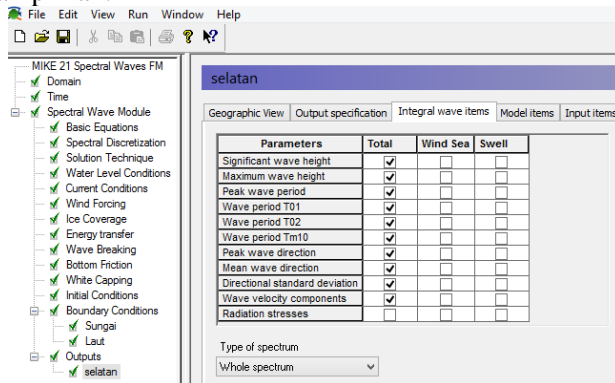 File Edit View Run Window Help
MIKE 21 Spectral Waves FM
Domain
Time
Spectral Wave Module
Basic Equations
Spectral Discretization
Solution Technique
Water Level Conditions
Current Conditions
Wind Forcing
Ice Coverage
Energy transfer
Wave Breaking
Bottom Friction
White Capping
Initial Conditions
Boundary Conditions
Sungai
Laut
Outputs
selatan
selatan
Geographic View Output specification Integral wave items Model items Input items
Parameters Total Wind Sea Swell
Significant wave height
Maximum wave height
Peak wave period
Wave period T01
Wave period T02
Wave period Tm10
Peak wave direction
Mean wave direction
Directional standard deviation
Wave velocity components
Radiation stresses
Type of spectrum
Whole spectrum